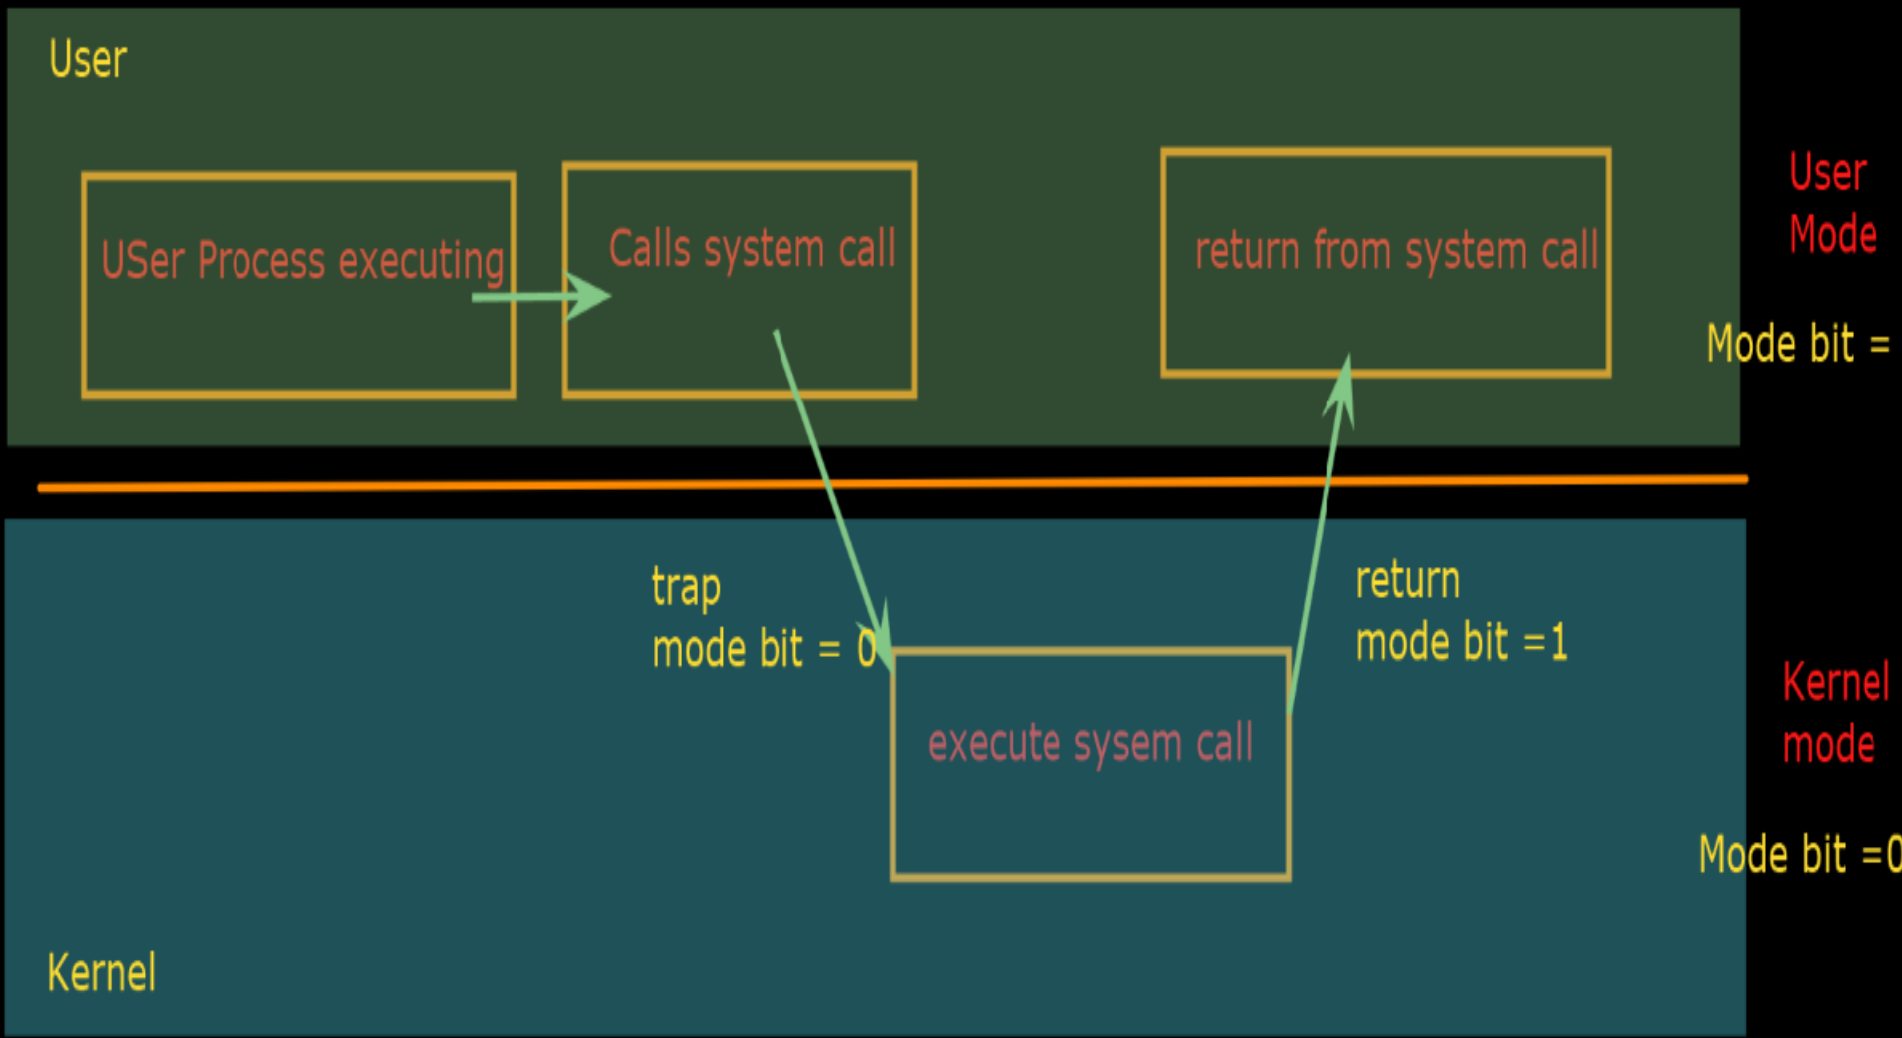 User
USer Process executing
Calls system call
return from system call
User
Mode
Mode bit =
trap
mode bit = 0
return
mode bit =1
execute sysem call
Kernel
mode
Mode bit =0
Kernel